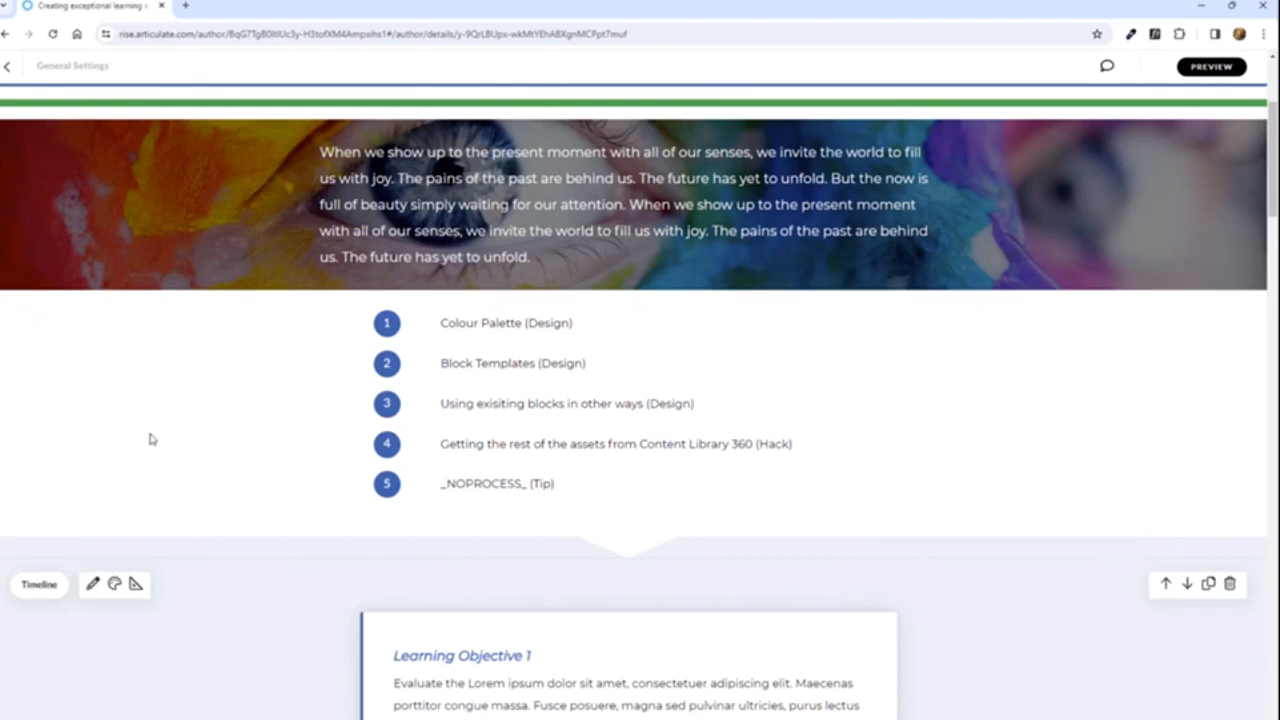 Creating exceptional learning
rise.articulate.com/author/
General Settings
PREVIEW
When we show up to the present moment with all of our senses, we invite the world to fill
us with joy. The pains of the past are behind us. The future has yet to unfold. But the now is
full of beauty simply waiting for our attention. When we show up to the present moment
with all of our senses, we invite the world to fill us with joy. The pains of the past are behind
us. The future has yet to unfold.
1 Colour Palette (Design)
2 Block Templates (Design)
3 Using exisiting blocks in other ways (Design)
4 Getting the rest of the assets from Content Library 360 (Hack)
5 _NOPROCESS_ (Tip)
Timeline
Learning Objective 1
Evaluate the Lorem ipsum dolor sit amet, consectetuer adipiscing elit. Maecenas
porttitor congue massa. Fusce posuere, magna sed pulvinar ultricies, purus lectus